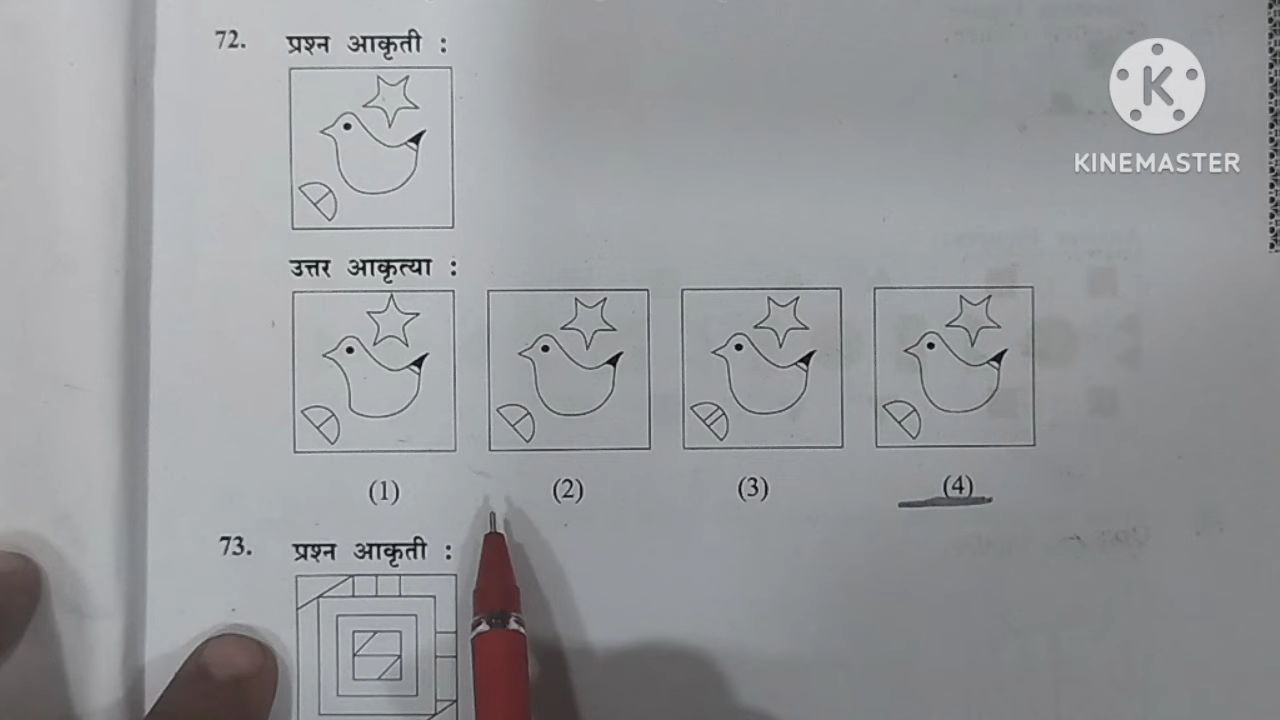 72. प्रश्न आकृती :
K
KINEMASTER
उत्तर आकृत्या :
(1) (2) (3) (4)
73. प्रश्न आकृती :